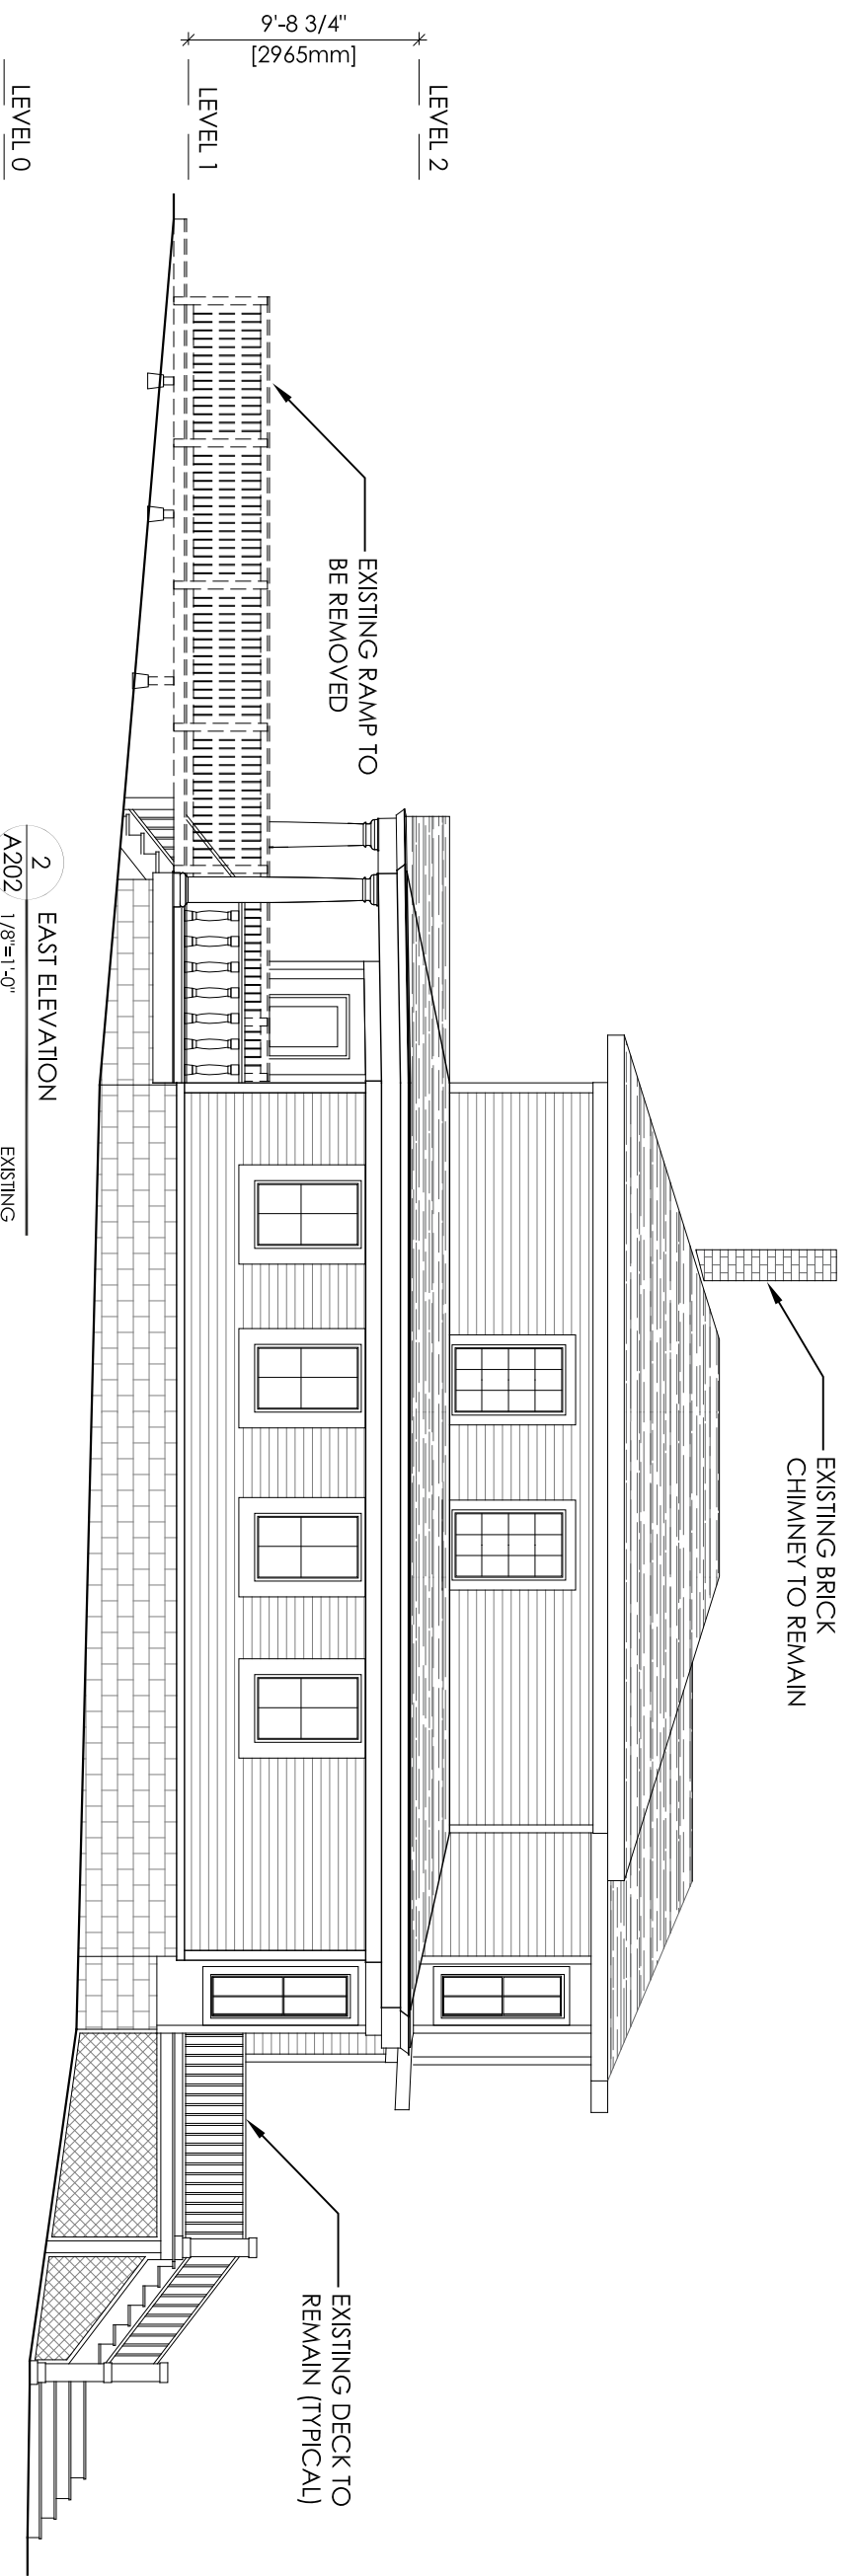 EXISTING BRICK
CHIMNEY TO REMAIN
LEVEL 2
9'-8 3/4"
[2965mm]
LEVEL 1
LEVEL 0
EXISTING RAMP TO
BE REMOVED
EXISTING DECK TO
REMAIN (TYPICAL)
2
A202
EAST ELEVATION
1/8"=1'-0"
EXISTING